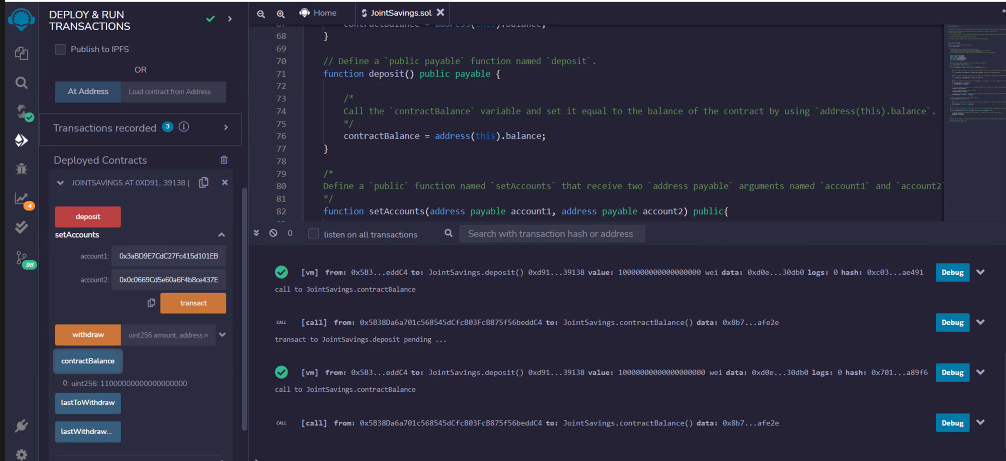 DEPLOY & RUN
TRANSACTIONS
Publish to IPFS
OR
At Address Load contract from Address
Transactions recorded 3 i
Deployed Contracts
JOINTSAVINGS AT 0XD91...39138 (
deposit
setAccounts
account1: 0x3aBD9E7CdC27Fc415d101EB
account2: 0x0c0669Cd5e60a6F4b8ce437E
transact
withdraw uint256 amount, address r
contractBalance
0: uint256: 11000000000000000000
lastToWithdraw
lastWithdraw...
Home JointSavings.sol
68 }
69
70 // Define a `public payable` function named `deposit`.
71 function deposit() public payable {
72
73 /*
74 Call the `contractBalance` variable and set it equal to the balance of the contract by using `address(this).balance`.
75 */
76 contractBalance = address(this).balance;
77 }
78
79 /*
80 Define a `public` function named `setAccounts` that receive two `address payable` arguments named `account1` and `account2
81 */
82 function setAccounts(address payable account1, address payable account2) public{
0 listen on all transactions Search with transaction hash or address
[vm] from: 0x5B3...eddC4 to: JointSavings.deposit() 0xd91...39138 value: 1000000000000000000 wei data: 0xd0e...30db0 logs: 0 hash: 0xc03...ae491 Debug
call to JointSavings.contractBalance
CALL [call] from: 0x5B38Da6a701c568545dCfcB03FcB875f56beddC4 to: JointSavings.contractBalance() data: 0x8b7...afe2e Debug
transact to JointSavings.deposit pending ...
[vm] from: 0x5B3...eddC4 to: JointSavings.deposit() 0xd91...39138 value: 10000000000000000000 wei data: 0xd0e...30db0 logs: 0 hash: 0x701...a89f6 Debug
call to JointSavings.contractBalance
CALL [call] from: 0x5B38Da6a701c568545dCfcB03FcB875f56beddC4 to: JointSavings.contractBalance() data: 0x8b7...afe2e Debug